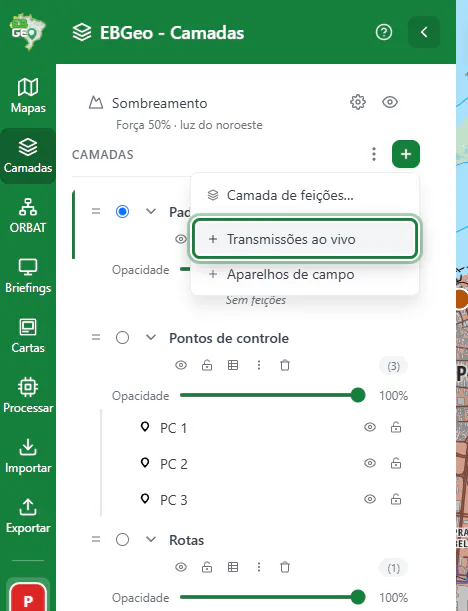 EB
GEO
EBGeo - Camadas
Mapas
Camadas
ORBAT
Briefings
Cartas
Processar
Importar
Exportar
P
Sombreamento
Força 50% · luz do noroeste
CAMADAS
Camada de feições...
Transmissões ao vivo
Aparelhos de campo
Pad
Opacidade
Sem feições
Pontos de controle
(3)
Opacidade 100%
PC 1
PC 2
PC 3
Rotas
(1)
Opacidade 100%